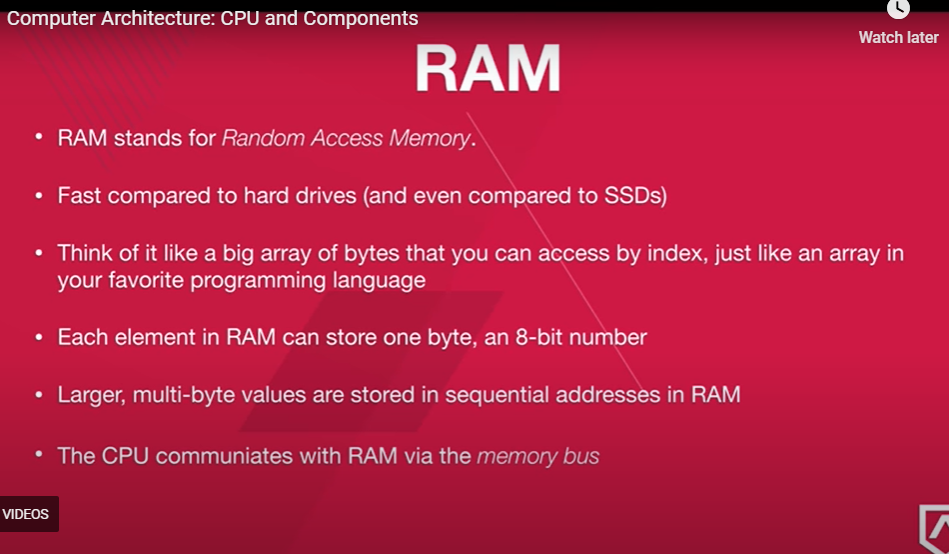 Computer Architecture: CPU and Components
Watch later
RAM
• RAM stands for Random Access Memory.
• Fast compared to hard drives (and even compared to SSDs)
• Think of it like a big array of bytes that you can access by index, just like an array in
your favorite programming language
• Each element in RAM can store one byte, an 8-bit number
• Larger, multi-byte values are stored in sequential addresses in RAM
• The CPU communiates with RAM via the memory bus
VIDEOS